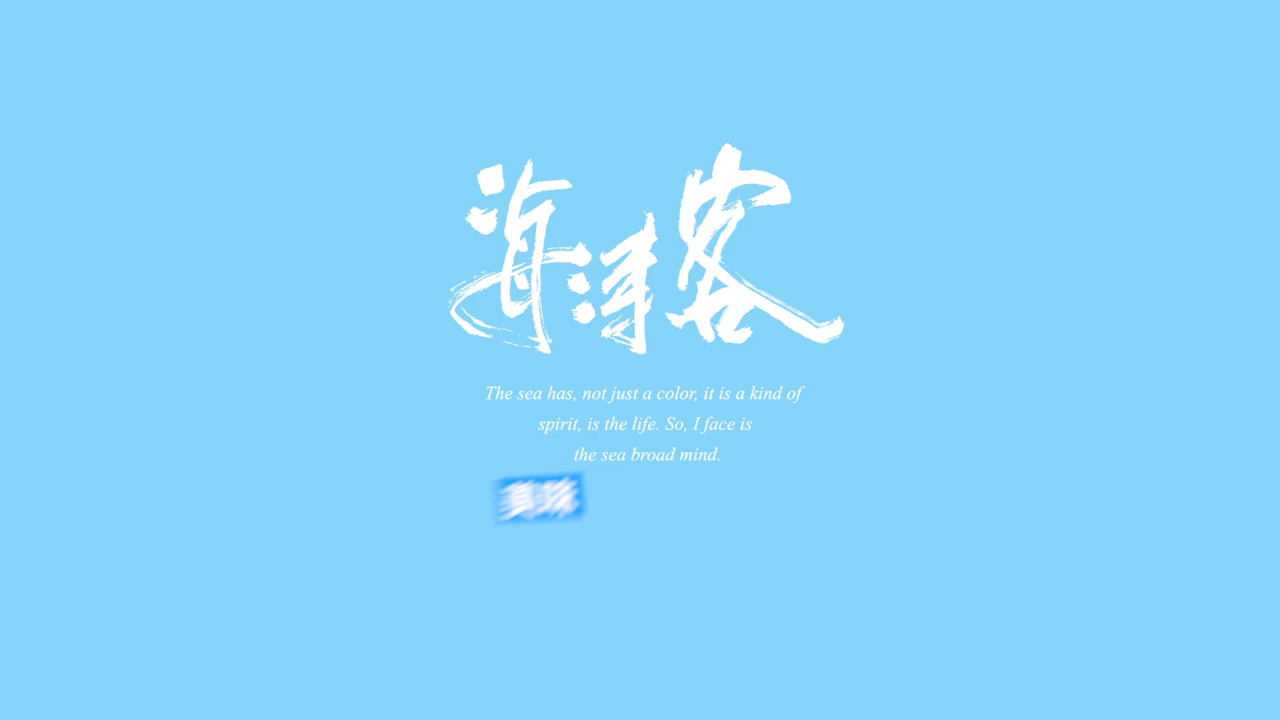 海洋客
The sea has, not just a color, it is a kind of
spirit, is the life. So, I face is
the sea broad mind.